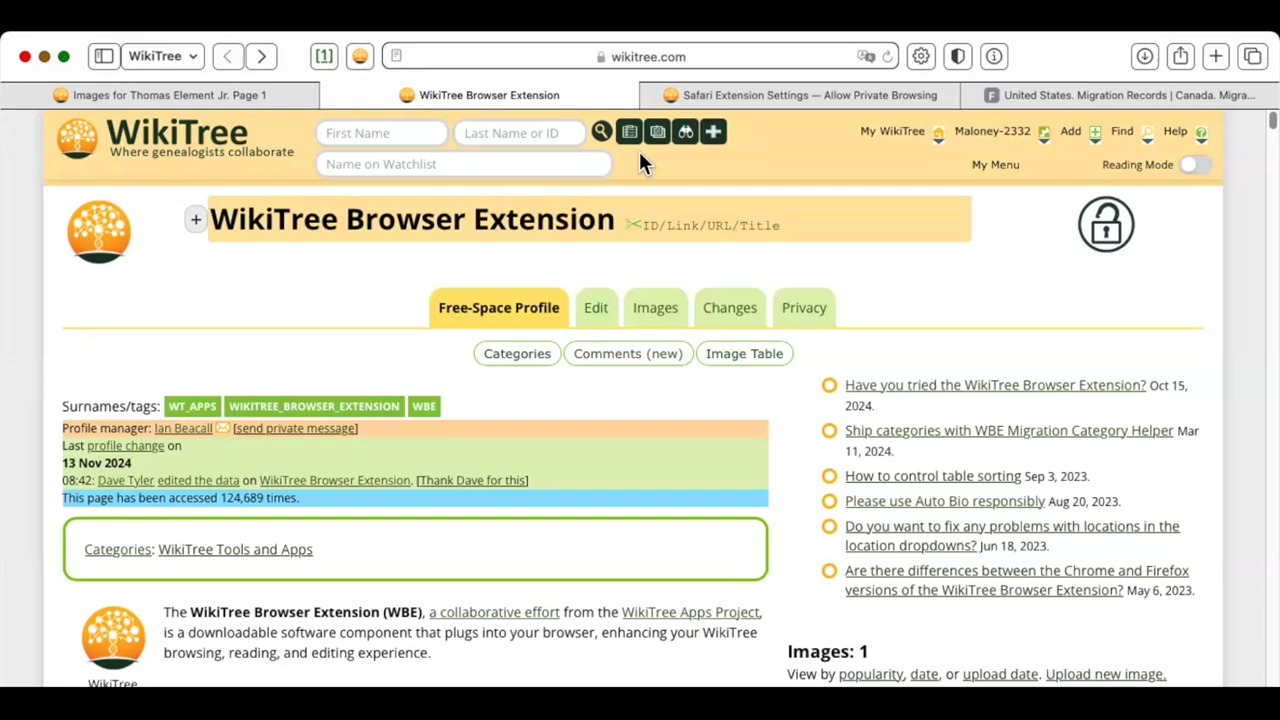 WikiTree
[1]
wikitree.com
Images for Thomas Element Jr. Page 1
WikiTree Browser Extension
Safari Extension Settings — Allow Private Browsing
United States. Migration Records | Canada. Migra...
WikiTree
Where genealogists collaborate
First Name
Last Name or ID
Name on Watchlist
My WikiTree
Maloney-2332
Add
Find
Help
My Menu
Reading Mode
+
WikiTree Browser Extension
ID/Link/URL/Title
Free-Space Profile
Edit
Images
Changes
Privacy
Categories
Comments (new)
Image Table
Surnames/tags: WT_APPS WIKITREE_BROWSER_EXTENSION WBE
Profile manager: Ian Beacall [send private message]
Last profile change on
13 Nov 2024
08:42: Dave Tyler edited the data on WikiTree Browser Extension. [Thank Dave for this]
This page has been accessed 124,689 times.
Categories: WikiTree Tools and Apps
The WikiTree Browser Extension (WBE), a collaborative effort from the WikiTree Apps Project,
is a downloadable software component that plugs into your browser, enhancing your WikiTree
browsing, reading, and editing experience.
WikiTree
Have you tried the WikiTree Browser Extension? Oct 15,
2024.
Ship categories with WBE Migration Category Helper Mar
11, 2024.
How to control table sorting Sep 3, 2023.
Please use Auto Bio responsibly Aug 20, 2023.
Do you want to fix any problems with locations in the
location dropdowns? Jun 18, 2023.
Are there differences between the Chrome and Firefox
versions of the WikiTree Browser Extension? May 6, 2023.
Images: 1
View by popularity, date, or upload date. Upload new image.